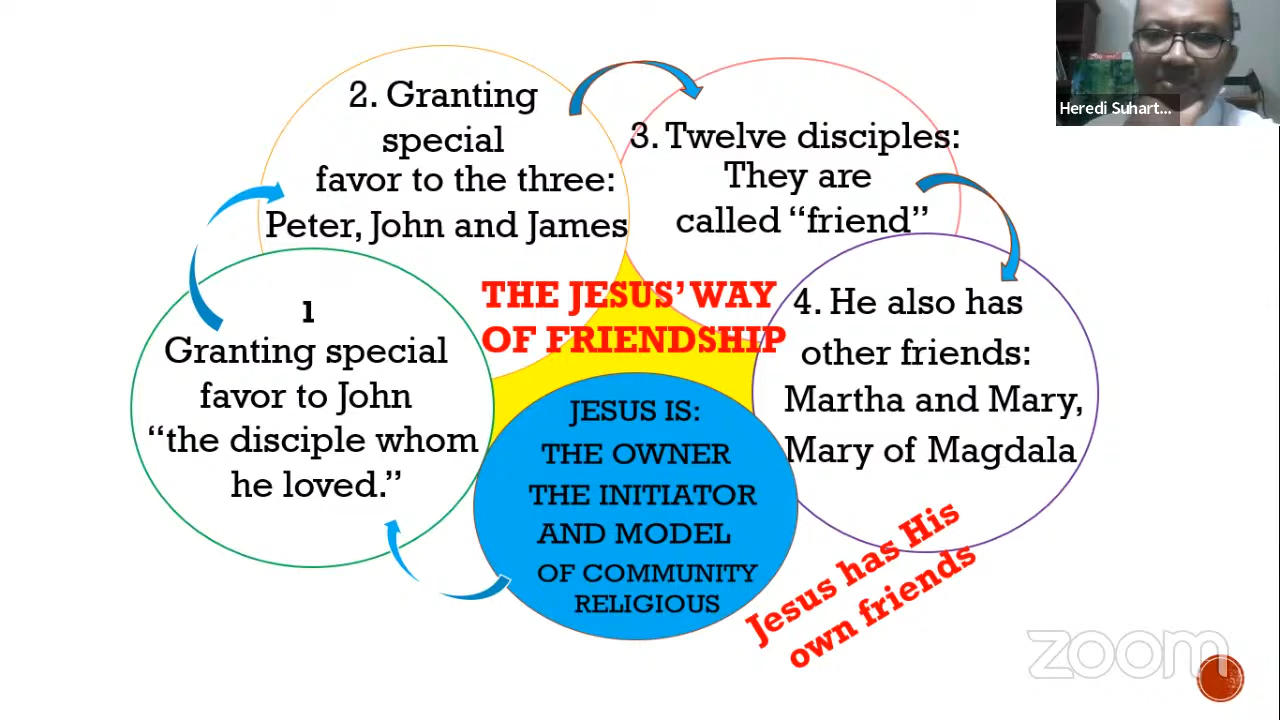 2. Granting
special
favor to the three:
Peter, John and James
3. Twelve disciples:
They are
called “friend”
1
Granting special
favor to John
“the disciple whom
he loved.”
THE JESUS’ WAY
OF FRIENDSHIP
4. He also has
other friends:
Martha and Mary,
Mary of Magdala
JESUS IS:
THE OWNER
THE INITIATOR
AND MODEL
OF COMMUNITY
RELIGIOUS
Jesus has His
own friends
Heredi Suhart...
zoom